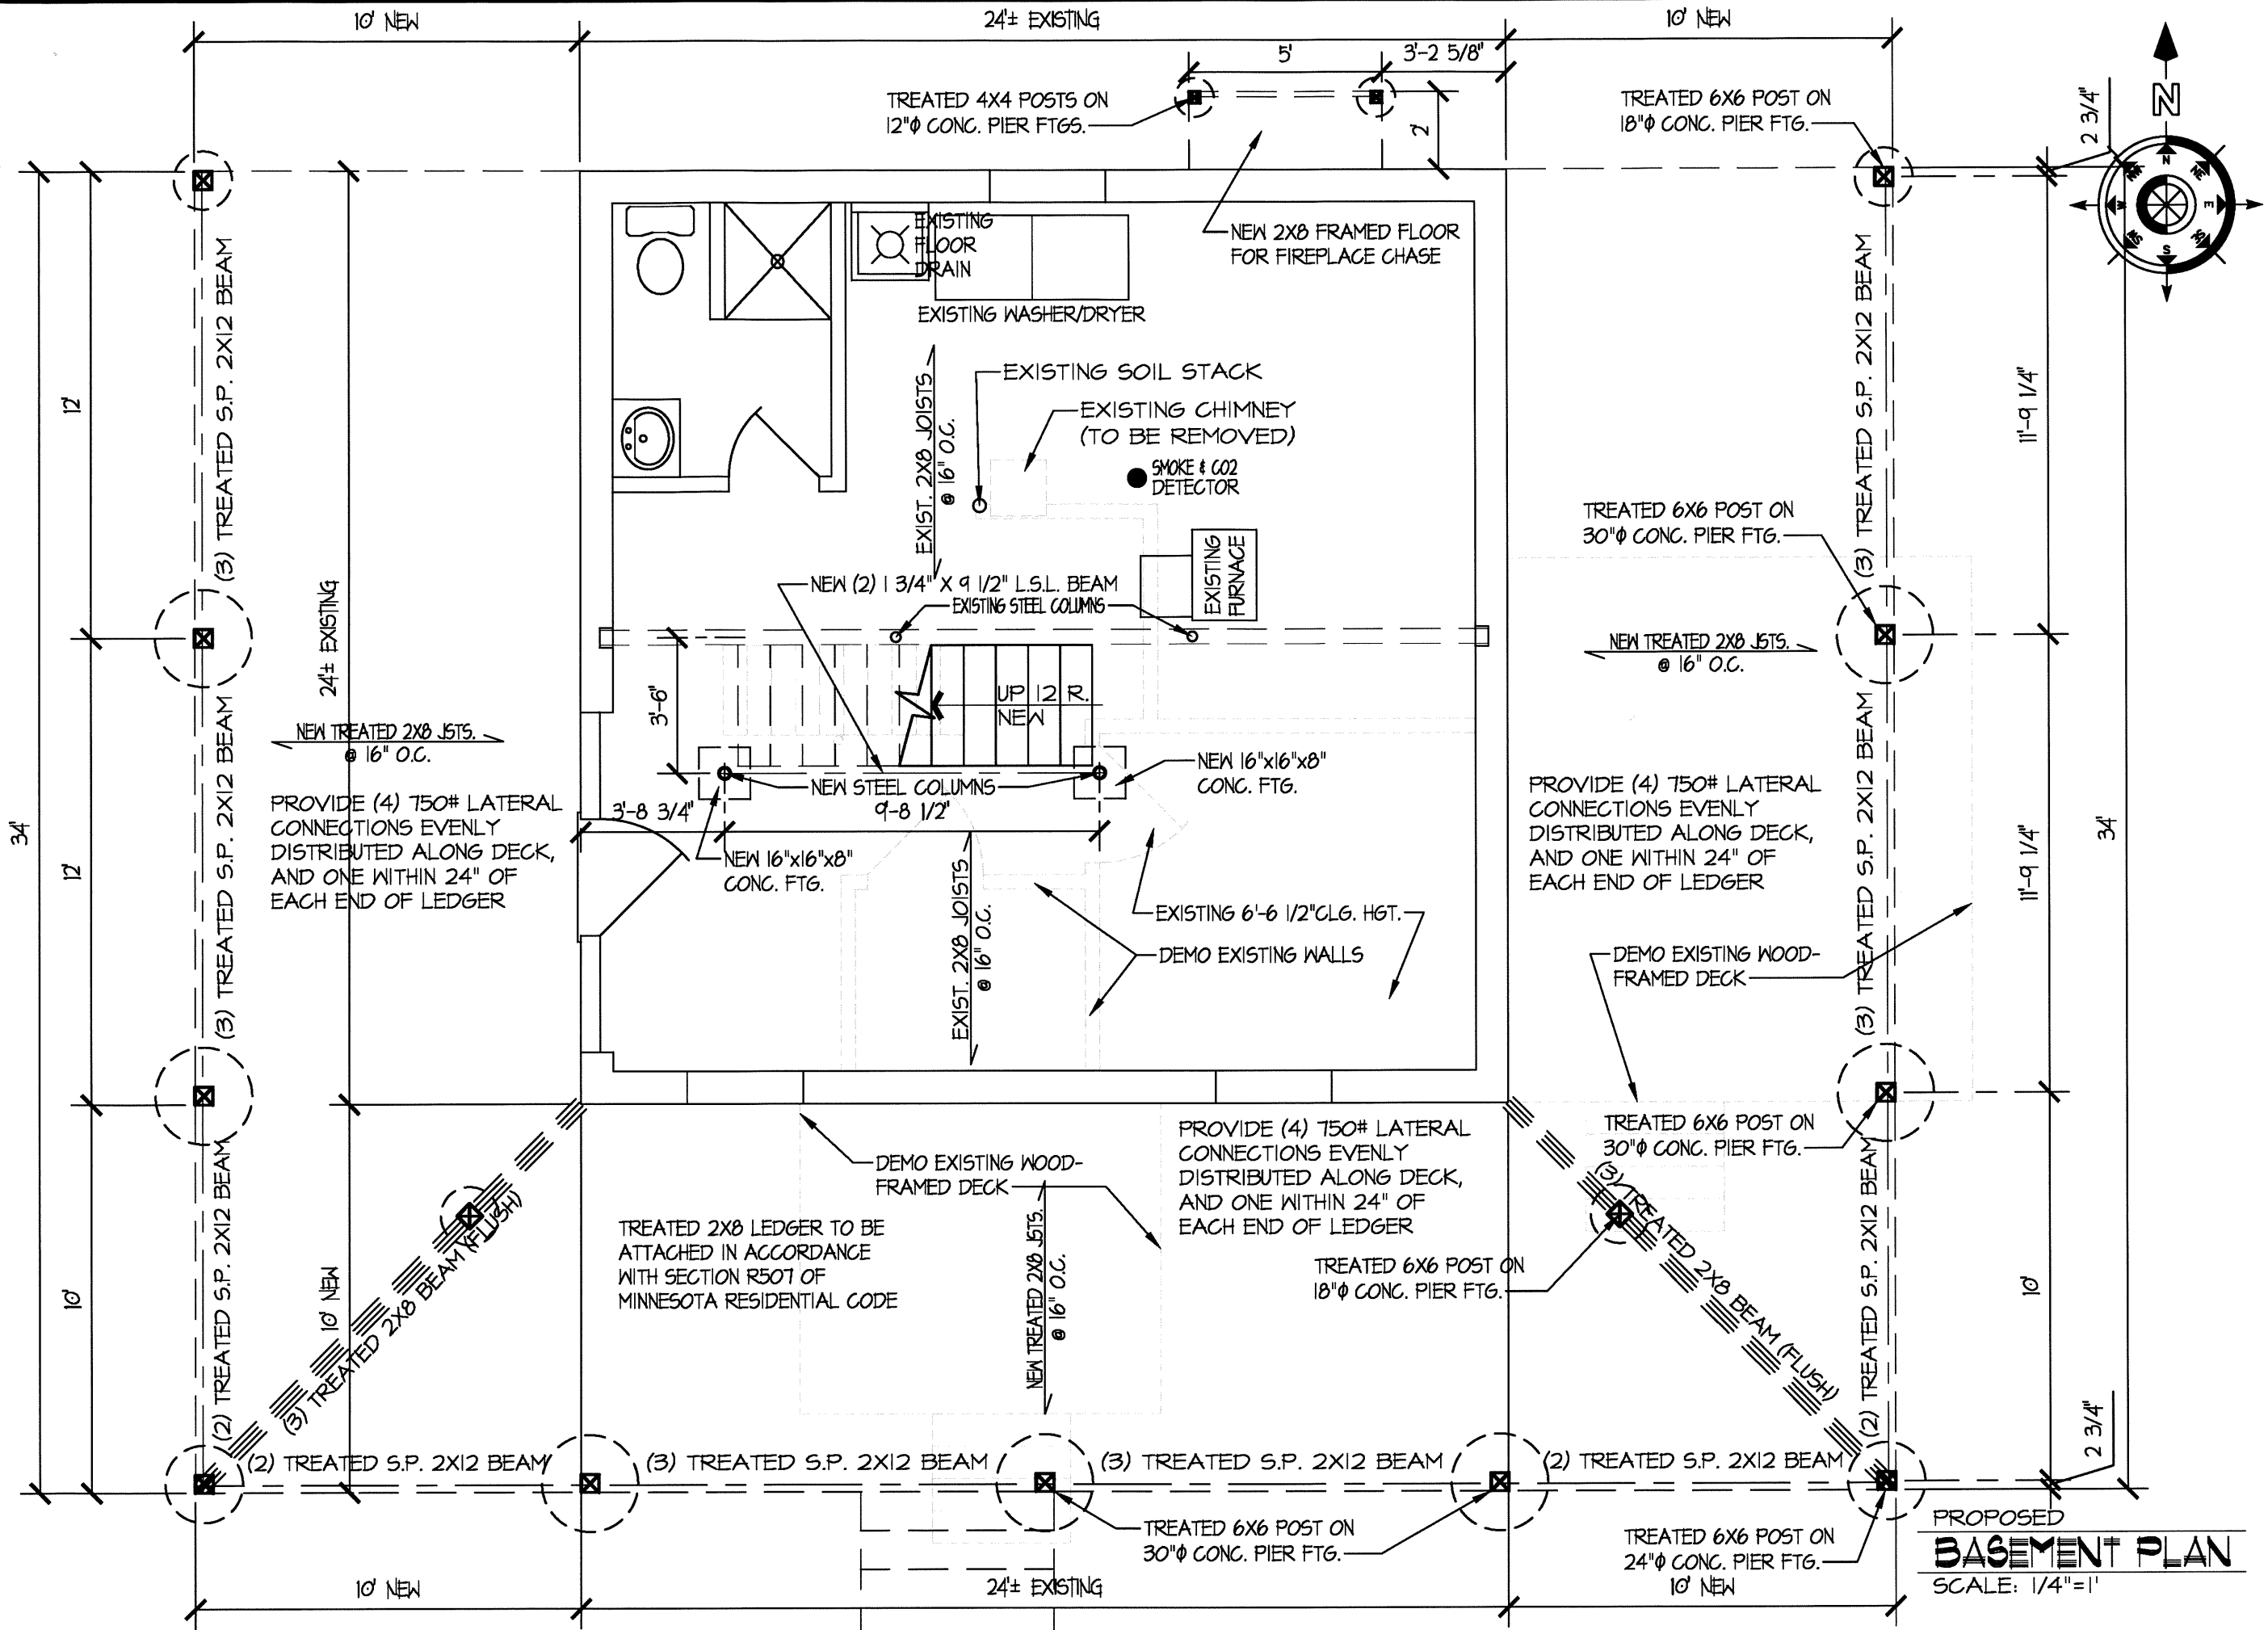 10' NEW
24'± EXISTING
10' NEW
5'
3'-2 5/8"
TREATED 4X4 POSTS ON
12"Φ CONC. PIER FTGS.
2'
TREATED 6X6 POST ON
18"Φ CONC. PIER FTG.
2 3/4"
N
N
NE
E
SE
S
SW
W
NW
EXISTING
FLOOR
DRAIN
NEW 2X8 FRAMED FLOOR
FOR FIREPLACE CHASE
EXISTING WASHER/DRYER
(3) TREATED S.P. 2X12 BEAM
(3) TREATED S.P. 2X12 BEAM
12'
11'-9 1/4"
EXIST. 2X8 JOISTS
@ 16" O.C.
EXISTING SOIL STACK
EXISTING CHIMNEY
(TO BE REMOVED)
SMOKE & CO2
DETECTOR
TREATED 6X6 POST ON
30"Φ CONC. PIER FTG.
EXISTING
FURNACE
24'± EXISTING
NEW (2) 1 3/4" X 9 1/2" L.S.L. BEAM
EXISTING STEEL COLUMNS
NEW TREATED 2X8 JSTS.
@ 16" O.C.
3'-6"
UP 12 R.
NEW
NEW TREATED 2X8 JSTS.
@ 16" O.C.
NEW 16"x16"x8"
CONC. FTG.
NEW STEEL COLUMNS
3'-8 3/4"
9'-8 1/2"
34'
12'
(3) TREATED S.P. 2X12 BEAM
PROVIDE (4) 750# LATERAL
CONNECTIONS EVENLY
DISTRIBUTED ALONG DECK,
AND ONE WITHIN 24" OF
EACH END OF LEDGER
NEW 16"x16"x8"
CONC. FTG.
PROVIDE (4) 750# LATERAL
CONNECTIONS EVENLY
DISTRIBUTED ALONG DECK,
AND ONE WITHIN 24" OF
EACH END OF LEDGER
(3) TREATED S.P. 2X12 BEAM
11'-9 1/4"
34'
EXIST. 2X8 JOISTS
@ 16" O.C.
EXISTING 6'-6 1/2"CLG. HGT.
DEMO EXISTING WALLS
DEMO EXISTING WOOD-
FRAMED DECK
TREATED 6X6 POST ON
30"Φ CONC. PIER FTG.
DEMO EXISTING WOOD-
FRAMED DECK
PROVIDE (4) 750# LATERAL
CONNECTIONS EVENLY
DISTRIBUTED ALONG DECK,
AND ONE WITHIN 24" OF
EACH END OF LEDGER
TREATED 2X8 LEDGER TO BE
ATTACHED IN ACCORDANCE
WITH SECTION R507 OF
MINNESOTA RESIDENTIAL CODE
NEW TREATED 2X8 JSTS.
@ 16" O.C.
TREATED 6X6 POST ON
18"Φ CONC. PIER FTG.
10'
(2) TREATED S.P. 2X12 BEAM
10' NEW
(3) TREATED 2X8 BEAM (FLUSH)
(3) TREATED 2X8 BEAM (FLUSH)
(2) TREATED S.P. 2X12 BEAM
10'
2 3/4"
(2) TREATED S.P. 2X12 BEAM
(3) TREATED S.P. 2X12 BEAM
(3) TREATED S.P. 2X12 BEAM
(2) TREATED S.P. 2X12 BEAM
TREATED 6X6 POST ON
30"Φ CONC. PIER FTG.
TREATED 6X6 POST ON
24"Φ CONC. PIER FTG.
10' NEW
24'± EXISTING
10' NEW
PROPOSED
BASEMENT PLAN
SCALE: 1/4"=1'